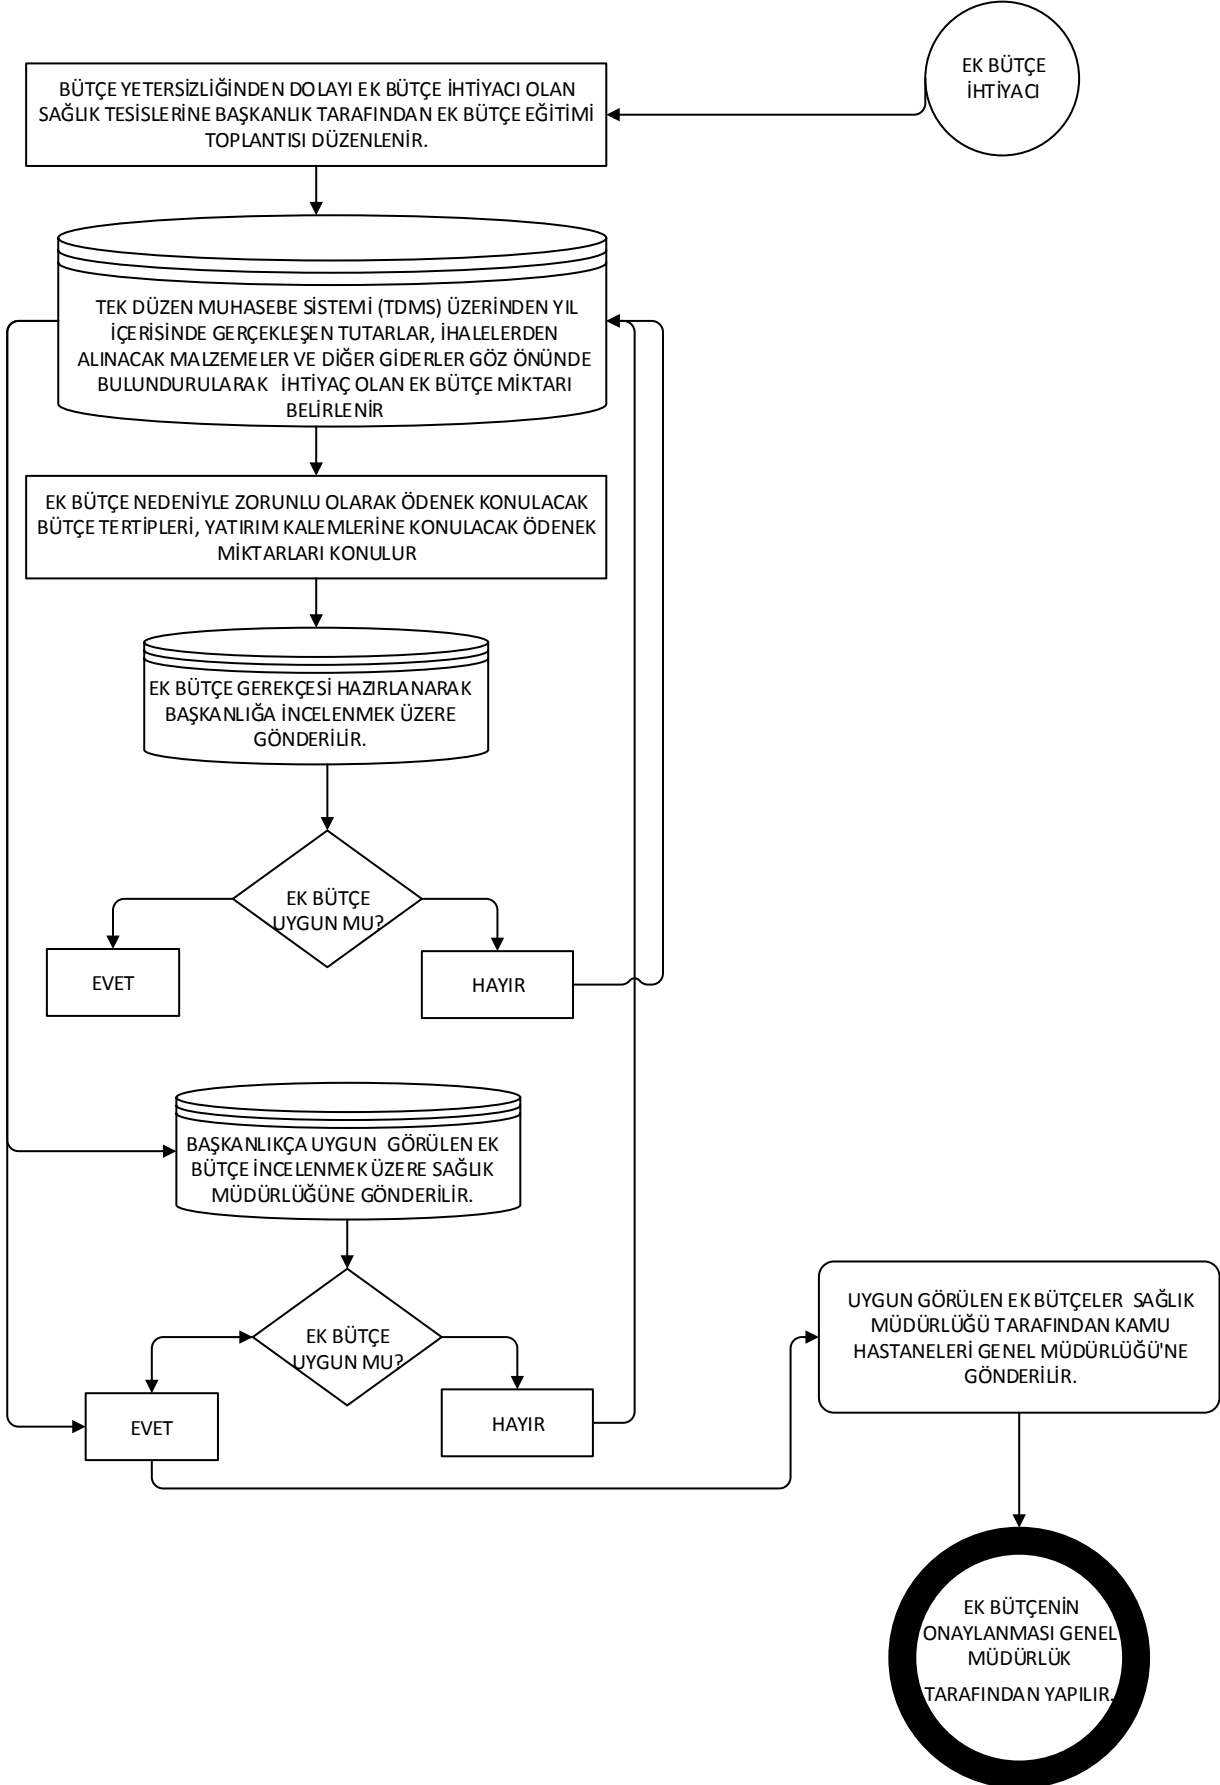 EK BÜTÇE
İHTİYACI
BÜTÇE YETERSİZLİĞİNDEN DOLAYI EK BÜTÇE İHTİYACI OLAN
SAĞLIK TESİSLERİNE BAŞKANLIK TARAFINDAN EK BÜTÇE EĞİTİMİ
TOPLANTISI DÜZENLENİR.
TEK DÜZEN MUHASEBE SİSTEMİ (TDMS) ÜZERİNDEN YIL
İÇERİSİNDE GERÇEKLEŞEN TUTARLAR, İHALELERDEN
ALINACAK MALZEMELER VE DİĞER GİDERLER GÖZ ÖNÜNDE
BULUNDURULARAK İHTİYAÇ OLAN EK BÜTÇE MİKTARI
BELİRLENİR
EK BÜTÇE NEDENİYLE ZORUNLU OLARAK ÖDENEK KONULACAK
BÜTÇE TERTİPLERİ, YATIRIM KALEMLERİNE KONULACAK ÖDENEK
MİKTARLARI KONULUR
EK BÜTÇE GEREKÇESİ HAZIRLANARAK
BAŞKANLIĞA İNCELENMEK ÜZERE
GÖNDERİLİR.
EK BÜTÇE
UYGUN MU?
EVET
HAYIR
BAŞKANLIKÇA UYGUN GÖRÜLEN EK
BÜTÇE İNCELENMEK ÜZERE SAĞLIK
MÜDÜRLÜĞÜNE GÖNDERİLİR.
EK BÜTÇE
UYGUN MU?
EVET
HAYIR
UYGUN GÖRÜLEN EK BÜTÇELER SAĞLIK
MÜDÜRLÜĞÜ TARAFINDAN KAMU
HASTANELERİ GENEL MÜDÜRLÜĞÜ'NE
GÖNDERİLİR.
EK BÜTÇENİN
ONAYLANMASI GENEL
MÜDÜRLÜK
TARAFINDAN YAPILIR.